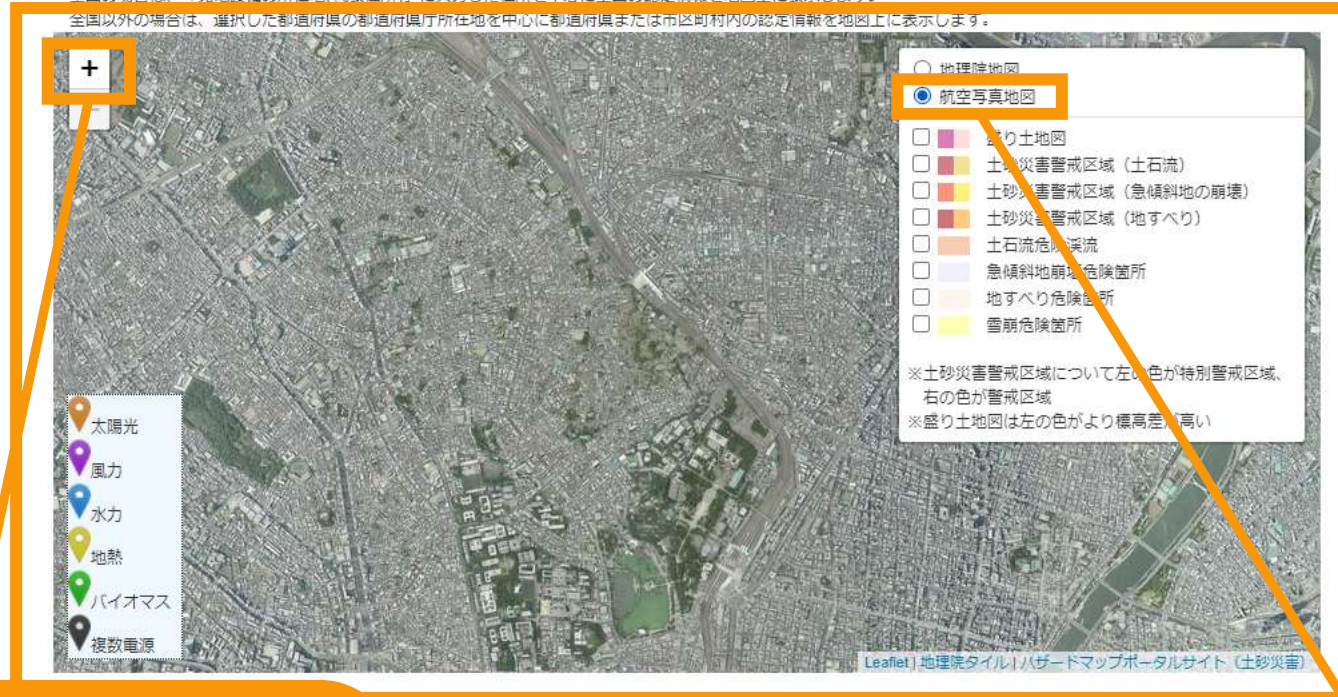 全国以外の場合は、選択した都道府県の都道府県庁所在地を中心に都道府県または市区町村内の認定情報を地図上に表示します。
+
−
地理院地図
航空写真地図
盛り土地図
土砂災害警戒区域（土石流）
土砂災害警戒区域（急傾斜地の崩壊）
土砂災害警戒区域（地すべり）
土石流危険渓流
急傾斜地崩壊危険箇所
地すべり危険箇所
雪崩危険箇所
※土砂災害警戒区域について左の色が特別警戒区域、
右の色が警戒区域
※盛り土地図は左の色がより標高差が高い
太陽光
風力
水力
地熱
バイオマス
複数電源
Leaflet | 地理院タイル | ハザードマップポータルサイト（土砂災害）